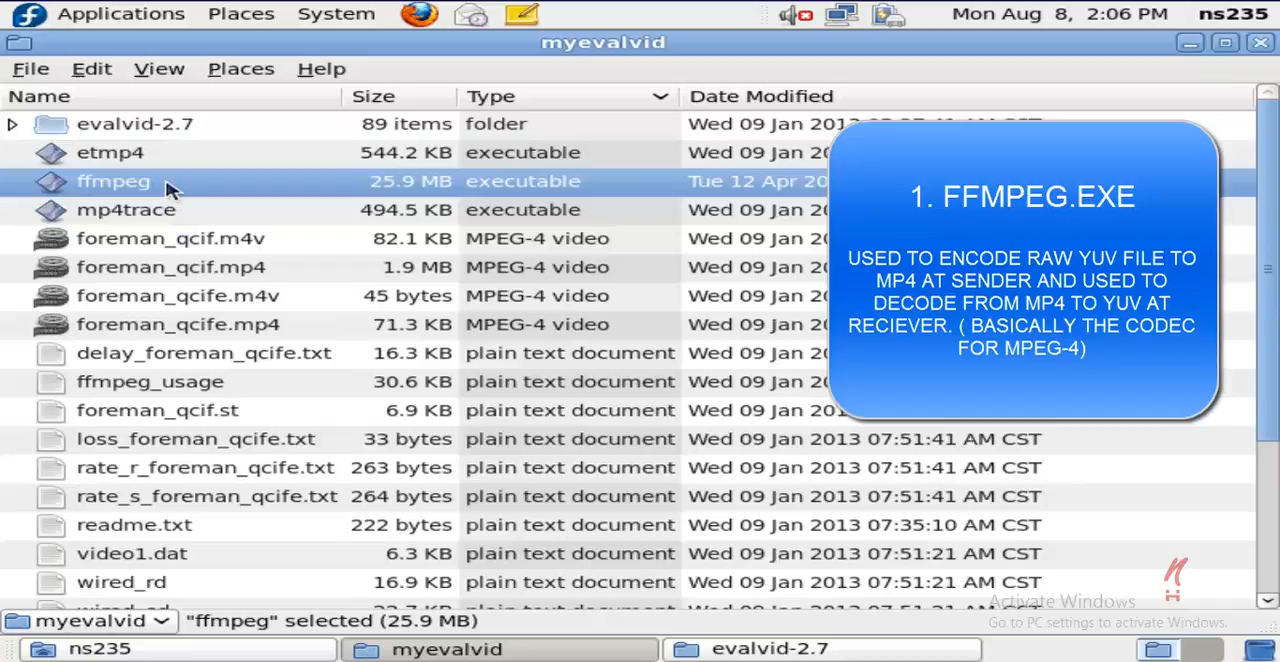 Applications Places System Mon Aug 8, 2:06 PM ns235
myevalvid
File Edit View Places Help
Name Size Type Date Modified
evalvid-2.7 89 items folder Wed 09 Jan
etmp4 544.2 KB executable Wed 09 Jan
ffmpeg 25.9 MB executable Tue 12 Apr
mp4trace 494.5 KB executable Wed 09 Jan
foreman_qcif.m4v 82.1 KB MPEG-4 video Wed 09 Jan
foreman_qcif.mp4 1.9 MB MPEG-4 video Wed 09 Jan
foreman_qcife.m4v 45 bytes MPEG-4 video Wed 09 Jan
foreman_qcife.mp4 71.3 KB MPEG-4 video Wed 09 Jan
delay_foreman_qcife.txt 16.3 KB plain text document Wed 09 Jan
ffmpeg_usage 30.6 KB plain text document Wed 09 Jan
foreman_qcif.st 6.9 KB plain text document Wed 09 Jan
loss_foreman_qcife.txt 33 bytes plain text document Wed 09 Jan 2013 07:51:41 AM CST
rate_r_foreman_qcife.txt 263 bytes plain text document Wed 09 Jan 2013 07:51:41 AM CST
rate_s_foreman_qcife.txt 264 bytes plain text document Wed 09 Jan 2013 07:51:41 AM CST
readme.txt 222 bytes plain text document Wed 09 Jan 2013 07:35:10 AM CST
video1.dat 6.3 KB plain text document Wed 09 Jan 2013 07:51:21 AM CST
wired_rd 16.9 KB plain text document Wed 09 Jan 2013 07:51:21 AM CST
1. FFMPEG.EXE
USED TO ENCODE RAW YUV FILE TO
MP4 AT SENDER AND USED TO
DECODE FROM MP4 TO YUV AT
RECIEVER. ( BASICALLY THE CODEC
FOR MPEG-4)
Activate Windows
Go to PC settings to activate Windows.
myevalvid "ffmpeg" selected (25.9 MB)
ns235 myevalvid evalvid-2.7